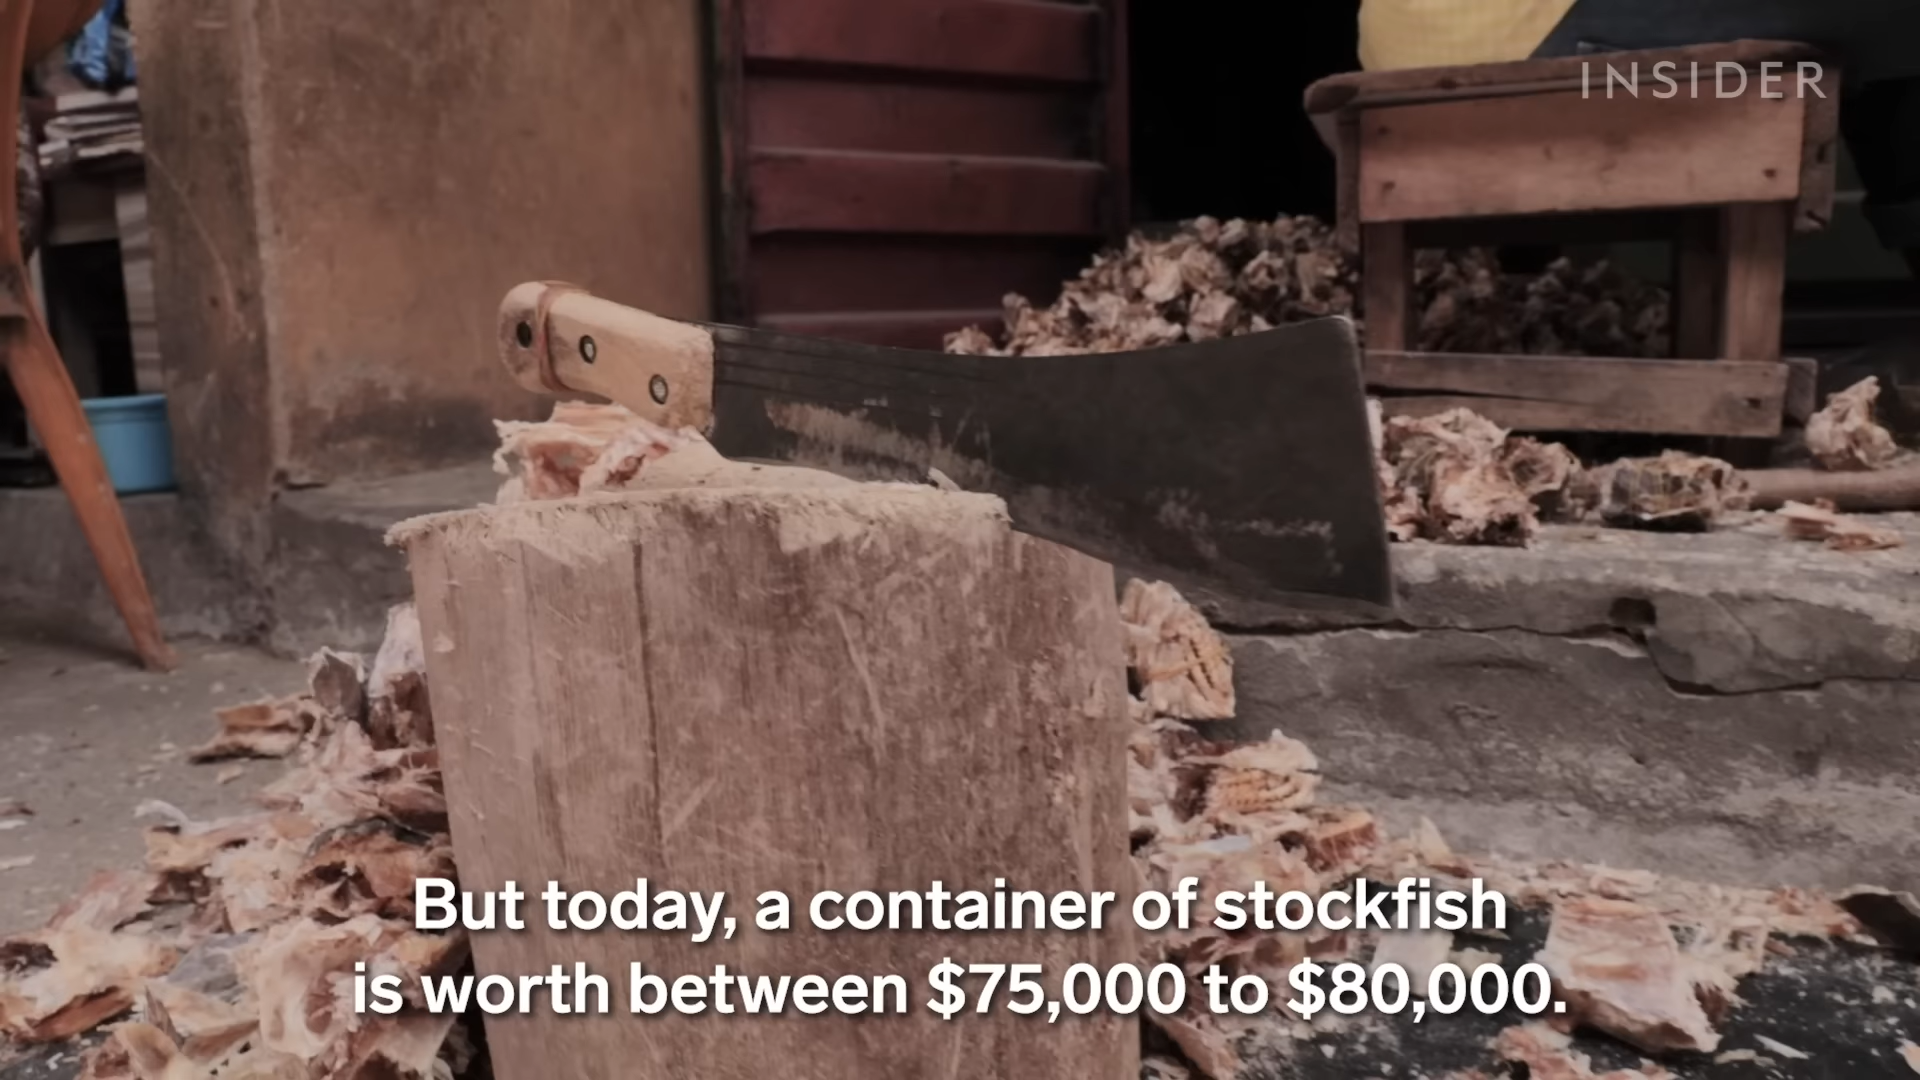 INSIDER
But today, a container of stockfish
is worth between $75,000 to $80,000.